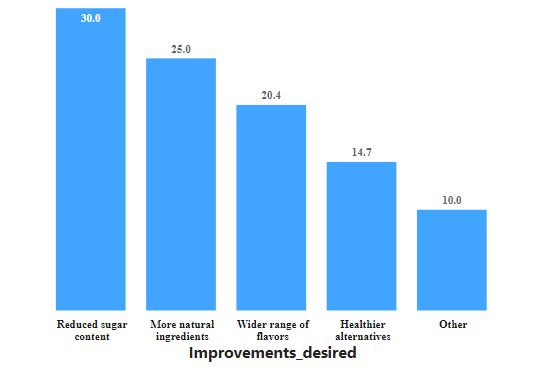 30.0
25.0
20.4
14.7
10.0
Reduced sugar
content
More natural
ingredients
Wider range of
flavors
Healthier
alternatives
Other
Improvements_desired